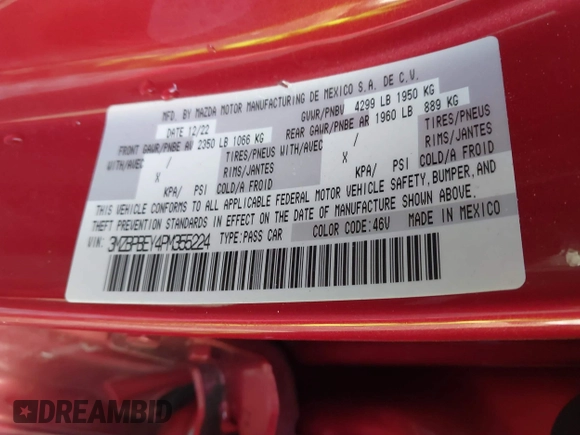 MFD. BY MAZDA MOTOR MANUFACTURING DE MEXICO S.A. DE C.V.
DATE 12/22 GVWR/PNBV 4299 LB 1950 KG
FRONT GAWR/PNBE AV 2350 LB 1066 KG REAR GAWR/PNBE AR 1960 LB 889 KG
WITH/AVEC / TIRES/PNEUS WITH/AVEC / TIRES/PNEUS
X RIMS/JANTES X RIMS/JANTES
KPA/ PSI COLD/A FROID KPA/ PSI COLD/A FROID
THIS VEHICLE CONFORMS TO ALL APPLICABLE FEDERAL MOTOR VEHICLE SAFETY, BUMPER, AND
THEFT PREVENTION STANDARDS IN EFFECT ON THE DATE OF MANUFACTURE SHOWN ABOVE.
VIN: 3MZBPBEY4PM355224 TYPE:PASS CAR COLOR CODE:46V MADE IN MEXICO
DREAMBID